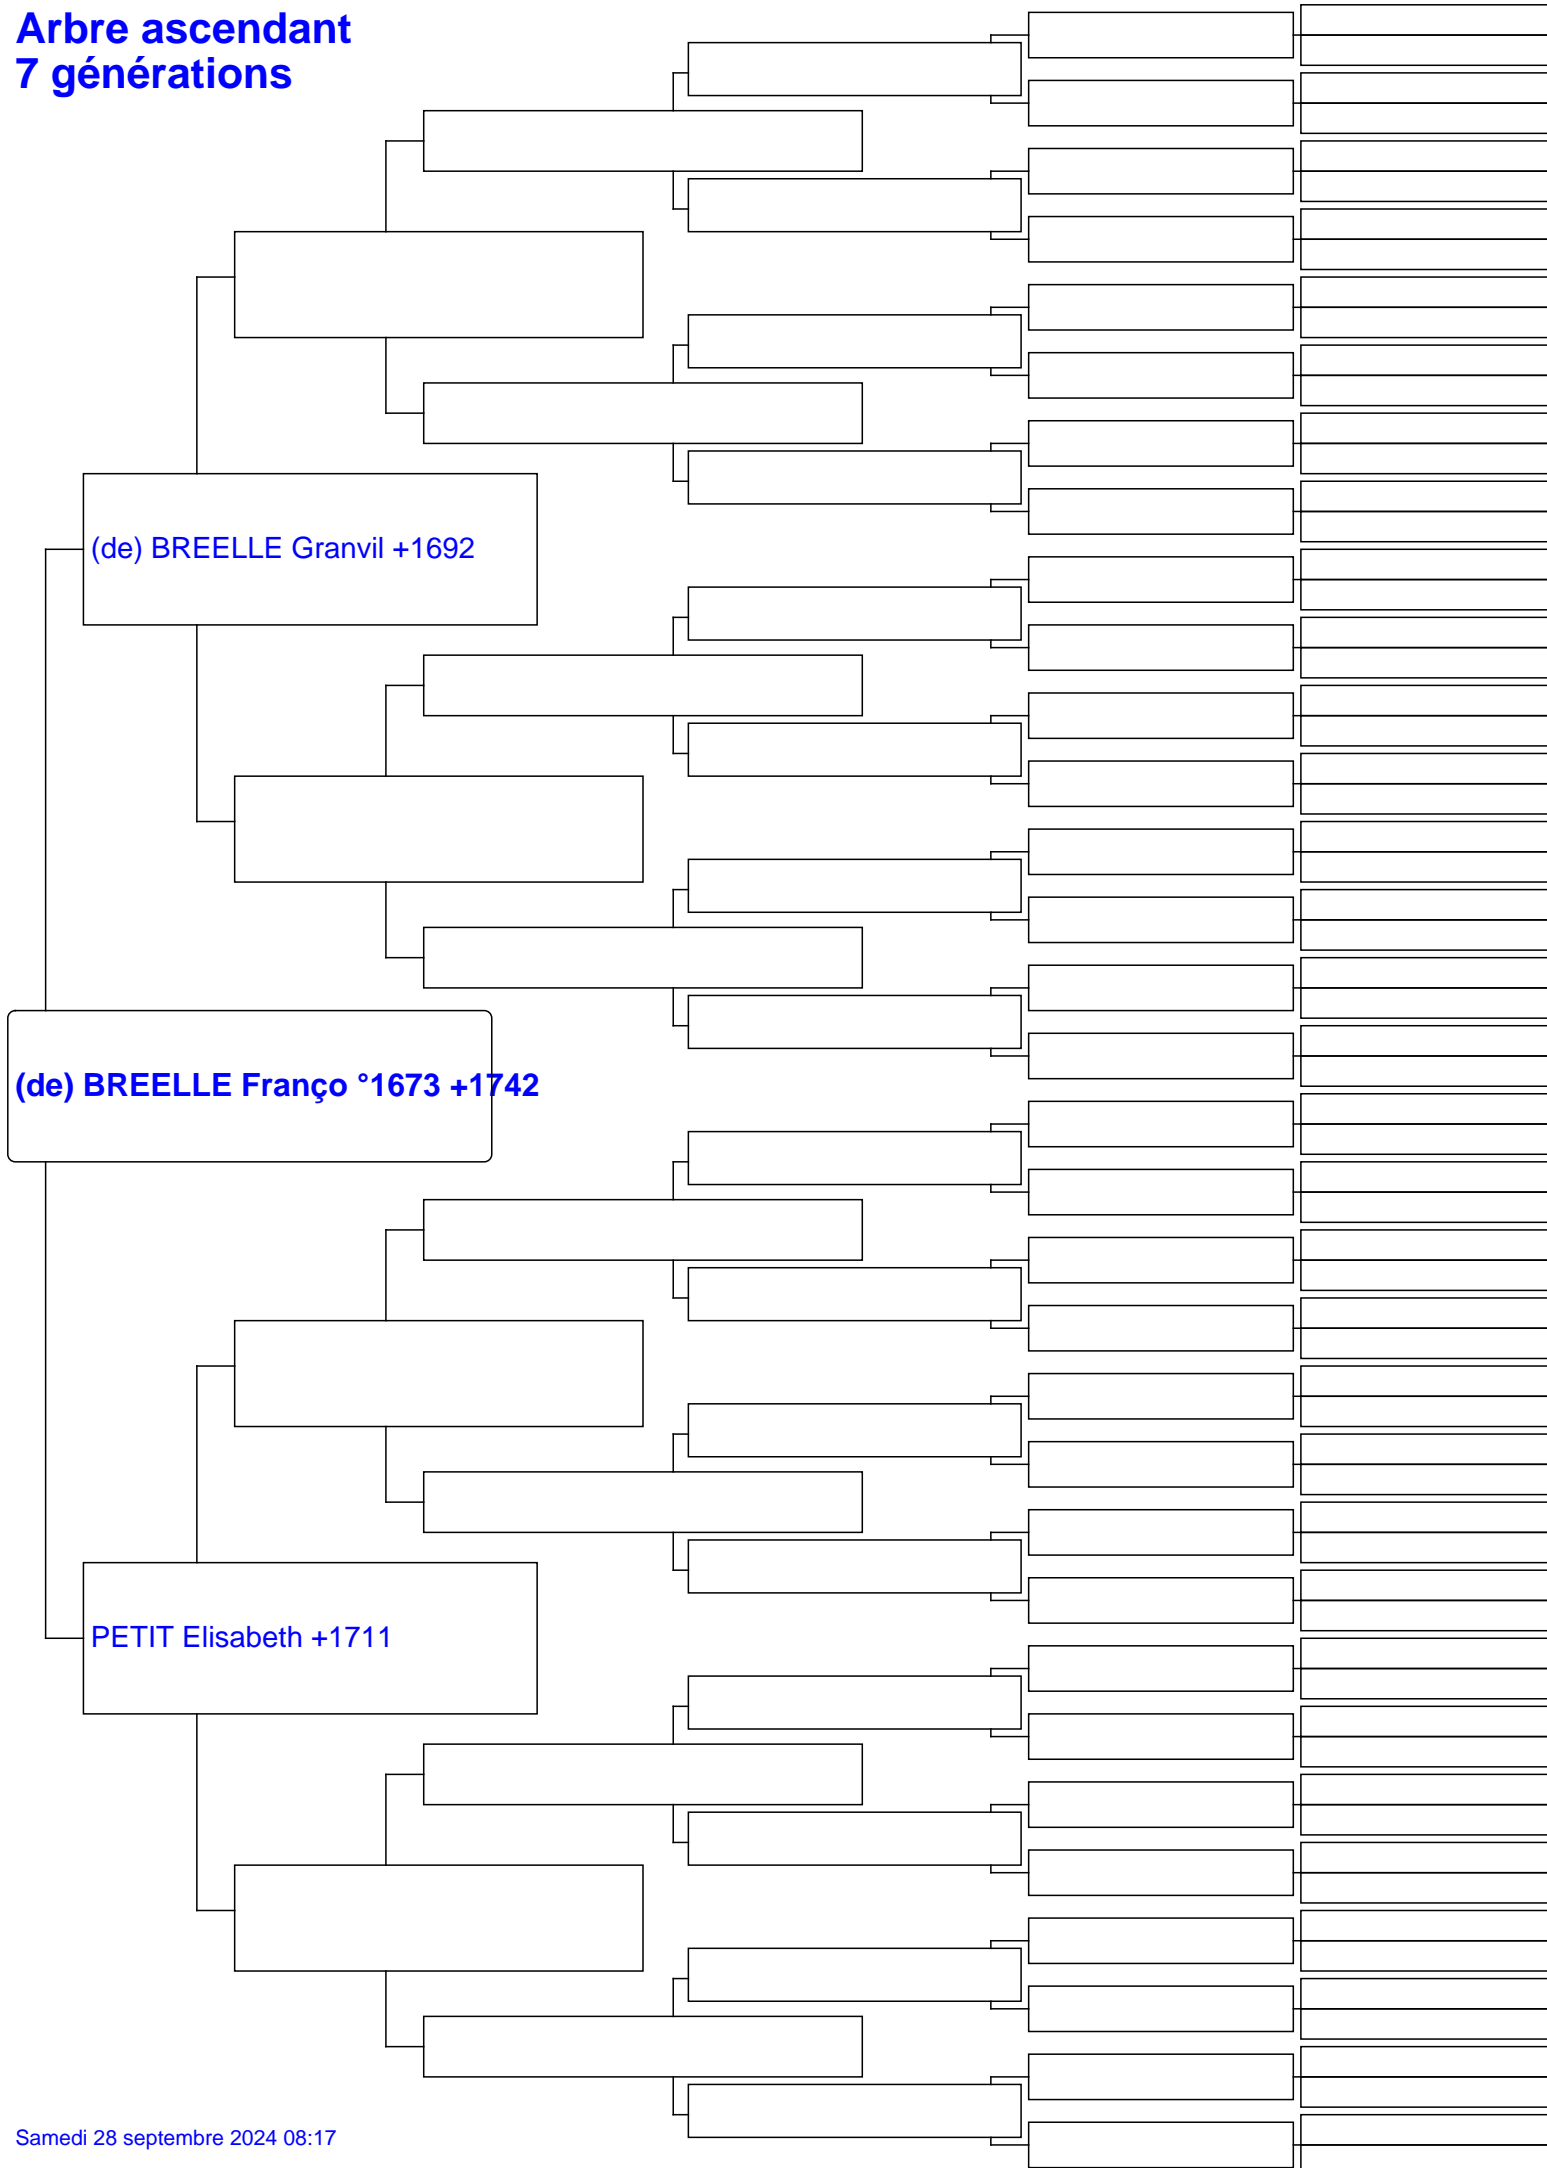 Arbre ascendant
7 générations
(de) BREELLE Granvil +1692
(de) BREELLE Franço °1673 +1742
PETIT Elisabeth +1711
Samedi 28 septembre 2024 08:17